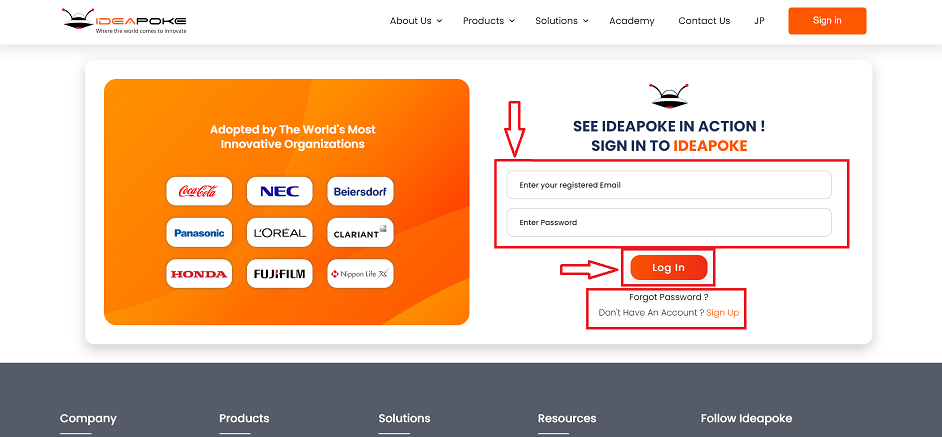 IDEAPOKE
Where the world comes to innovate
About Us
Products
Solutions
Academy
Contact Us
JP
Sign in
Adopted by The World's Most
Innovative Organizations
Coca-Cola
NEC
Beiersdorf
Panasonic
L'ORÉAL
CLARIANT
HONDA
FUJIFILM
Nippon Life X
SEE IDEAPOKE IN ACTION !
SIGN IN TO IDEAPOKE
Enter your registered Email
Enter Password
Log In
Forgot Password ?
Don't Have An Account ? Sign Up
Company
Products
Solutions
Resources
Follow Ideapoke